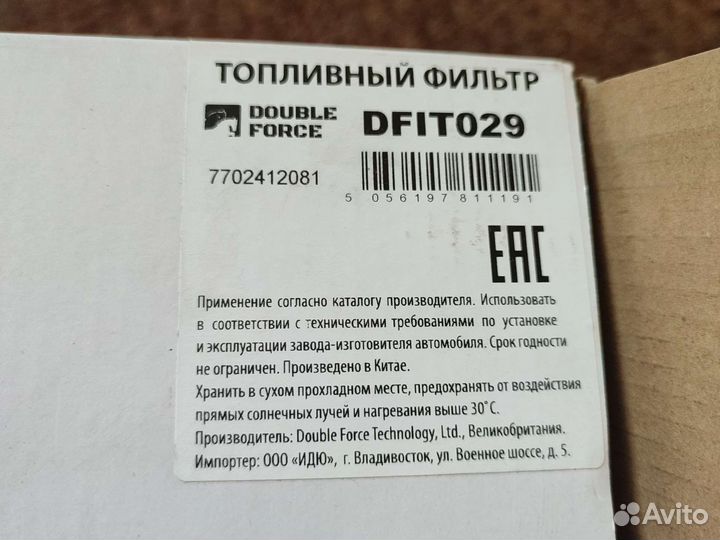 ТОПЛИВНЫЙ ФИЛЬТР
DOUBLE
FORCE
DFIT029
7702412081
5 056197 811191
EAC
Применение согласно каталогу производителя. Использовать
в соответствии с техническими требованиями по установке
и эксплуатации завода-изготовителя автомобиля. Срок годности
не ограничен. Произведено в Китае.
Хранить в сухом прохладном месте, предохранять от воздействия
прямых солнечных лучей и нагревания выше 30˚С.
Производитель: Double Force Technology, Ltd., Великобритания.
Импортер: ООО «ИДЮ», г. Владивосток, ул. Военное шоссе, д. 5.
Avito